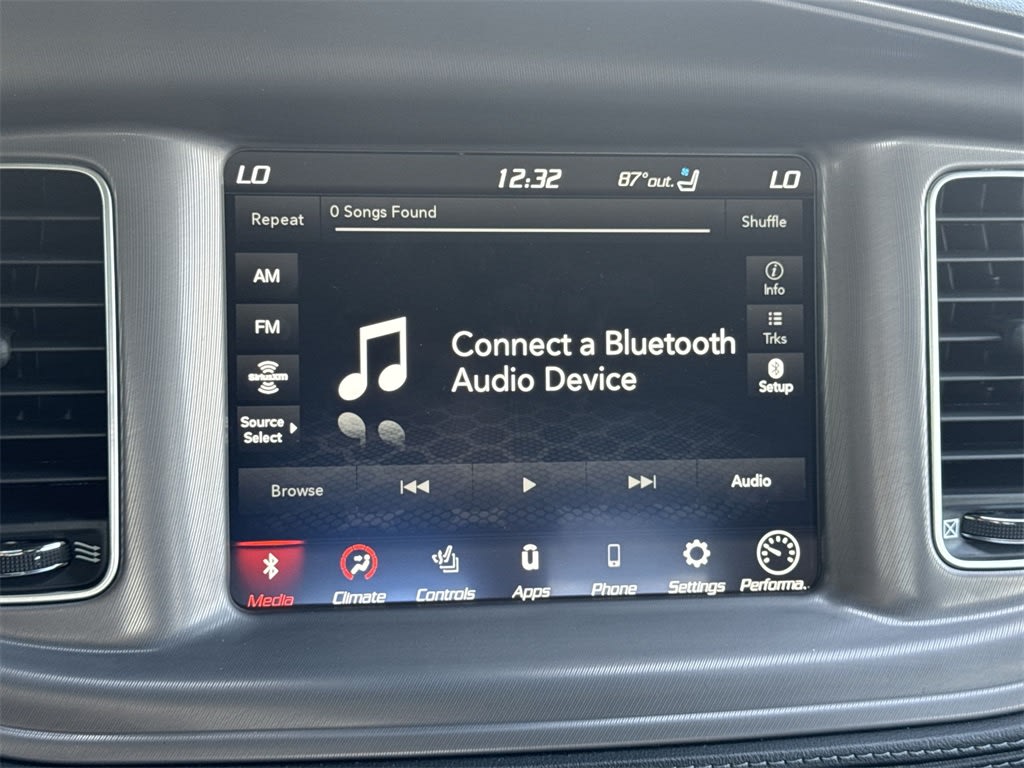 LO 12:32 87°out. LO
Repeat 0 Songs Found Shuffle
AM
Info
FM
Trks
SiriusXM
Connect a Bluetooth
Audio Device
Setup
Source
Select
Browse
Audio
Media Climate Controls Apps Phone Settings Performa.